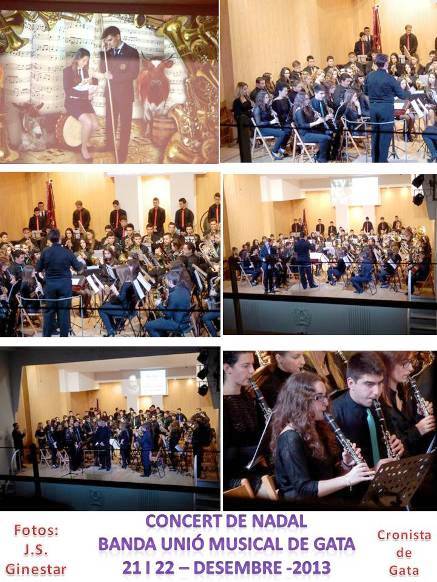 Fotos:
J.S.
Ginestar
CONCERT DE NADAL
BANDA UNIÓ MUSICAL DE GATA
21 I 22 – DESEMBRE -2013
Cronista
de
Gata